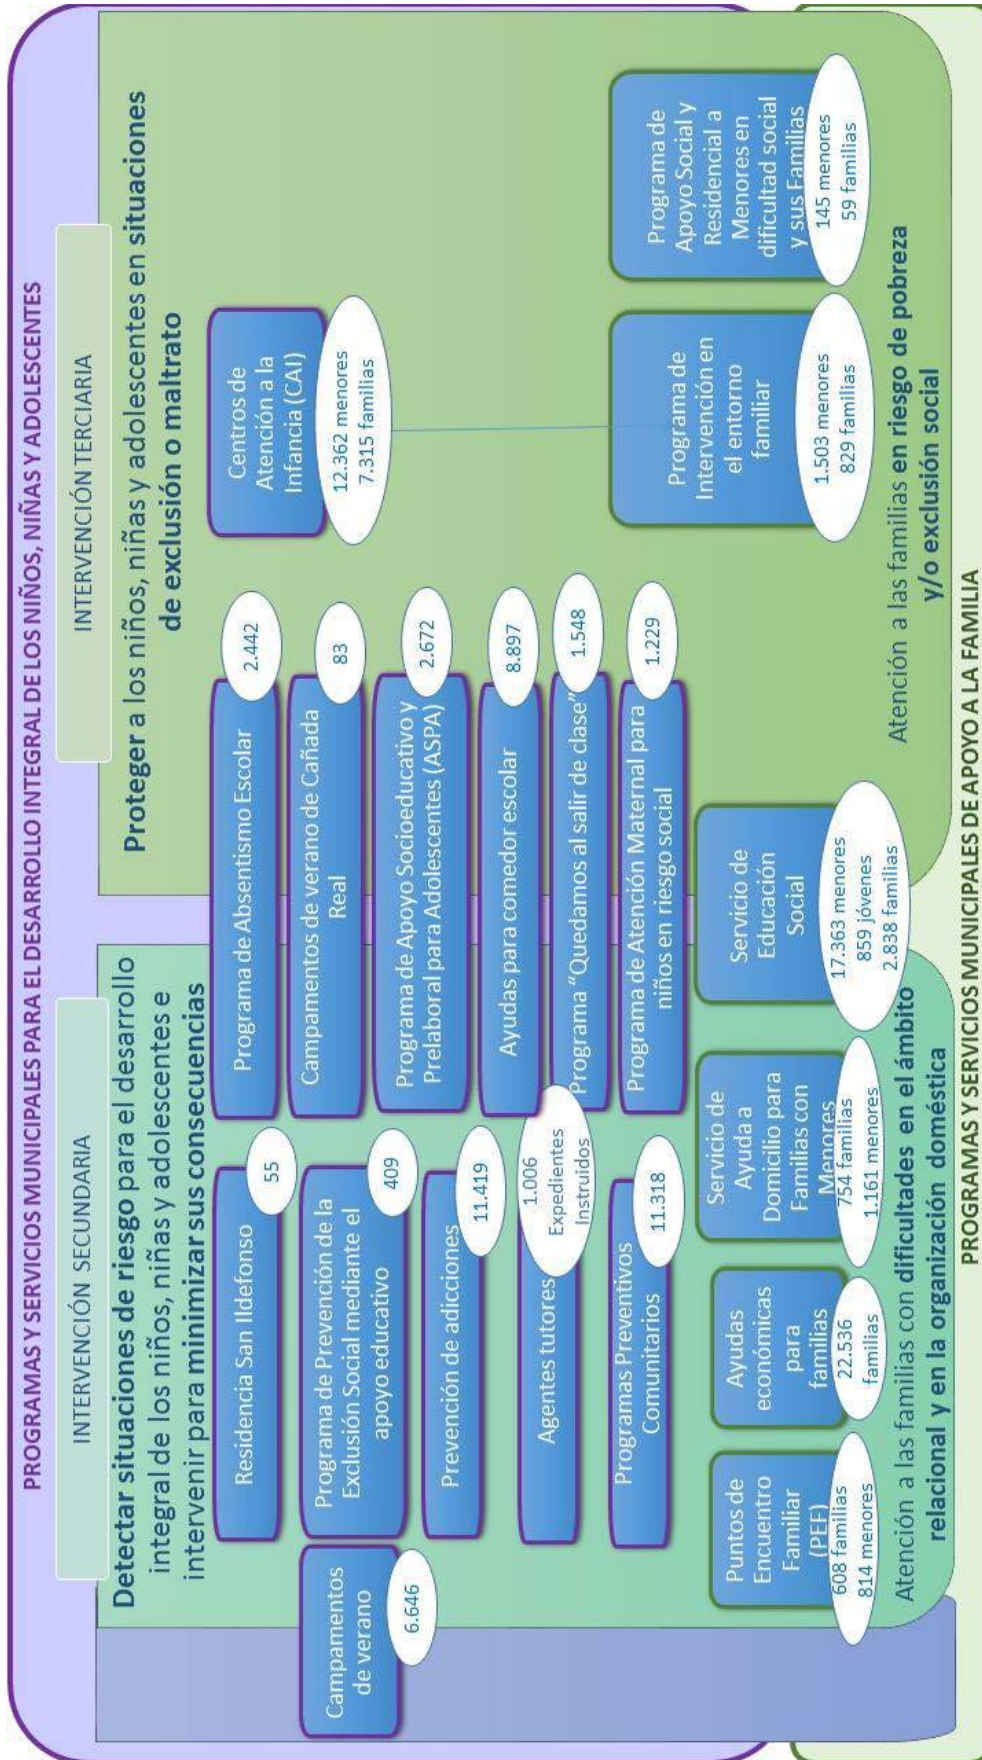 PROGRAMAS Y SERVICIOS MUNICIPALES PARA EL DESARROLLO INTEGRAL DE LOS NIÑOS, NIÑAS Y ADOLESCENTES
INTERVENCIÓN SECUNDARIA
Detectar situaciones de riesgo para el desarrollo
integral de los niños, niñas y adolescentes e
intervenir para minimizar sus consecuencias
INTERVENCIÓN TERCIARIA
Proteger a los niños, niñas y adolescentes en situaciones
de exclusión o maltrato
Campamentos
de verano
6.646
Residencia San Ildefonso
55
Programa de Prevención de la
Exclusión Social mediante el
apoyo educativo
409
Prevención de adicciones
11.419
Agentes tutores
1.006
Expedientes
Instruidos
Programas Preventivos
Comunitarios
11.318
Programa de Absentismo Escolar
2.442
Campamentos de verano de Cañada
Real
83
Programa de Apoyo Socioeducativo y
Prelaboral para Adolescentes (ASPA)
2.672
Ayudas para comedor escolar
8.897
Programa “Quedamos al salir de clase”
1.548
Programa de Atención Maternal para
niños en riesgo social
1.229
Centros de
Atención a la
Infancia (CAI)
12.362 menores
7.315 familias
Puntos de
Encuentro
Familiar
(PEF)
608 familias
814 menores
Ayudas
económicas
para
familias
22.536
familias
Servicio de
Ayuda a
Domicilio para
Familias con
Menores
754 familias
1.161 menores
Servicio de
Educación
Social
17.363 menores
859 jóvenes
2.838 familias
Programa de
Intervención en
el entorno
familiar
1.503 menores
829 familias
Programa de
Apoyo Social y
Residencial a
Menores en
dificultad social
y sus Familias
145 menores
59 familias
Atención a las familias con dificultades en el ámbito
relacional y en la organización doméstica
Atención a las familias en riesgo de pobreza
y/o exclusión social
PROGRAMAS Y SERVICIOS MUNICIPALES DE APOYO A LA FAMILIA